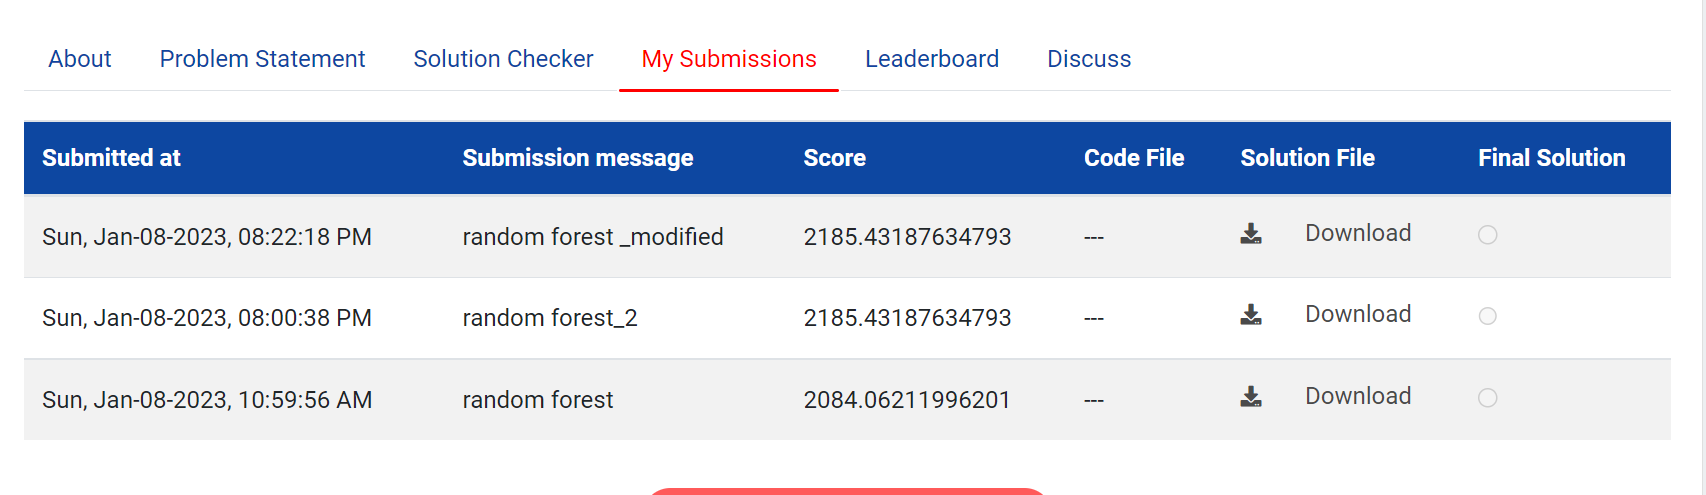 About Problem Statement Solution Checker My Submissions Leaderboard Discuss
Submitted at Submission message Score Code File Solution File Final Solution
Sun, Jan-08-2023, 08:22:18 PM random forest _modified 2185.43187634793 --- Download
Sun, Jan-08-2023, 08:00:38 PM random forest_2 2185.43187634793 --- Download
Sun, Jan-08-2023, 10:59:56 AM random forest 2084.06211996201 --- Download